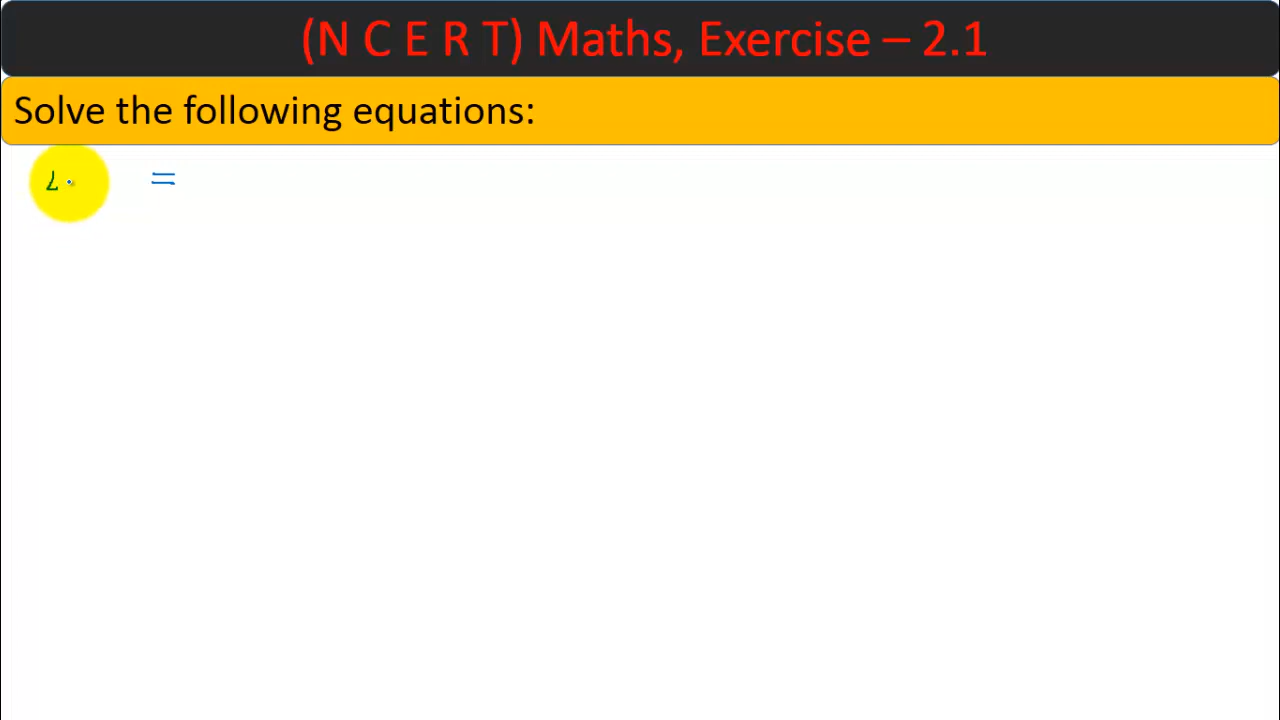 (N C E R T) Maths, Exercise – 2.1
Solve the following equations:
=